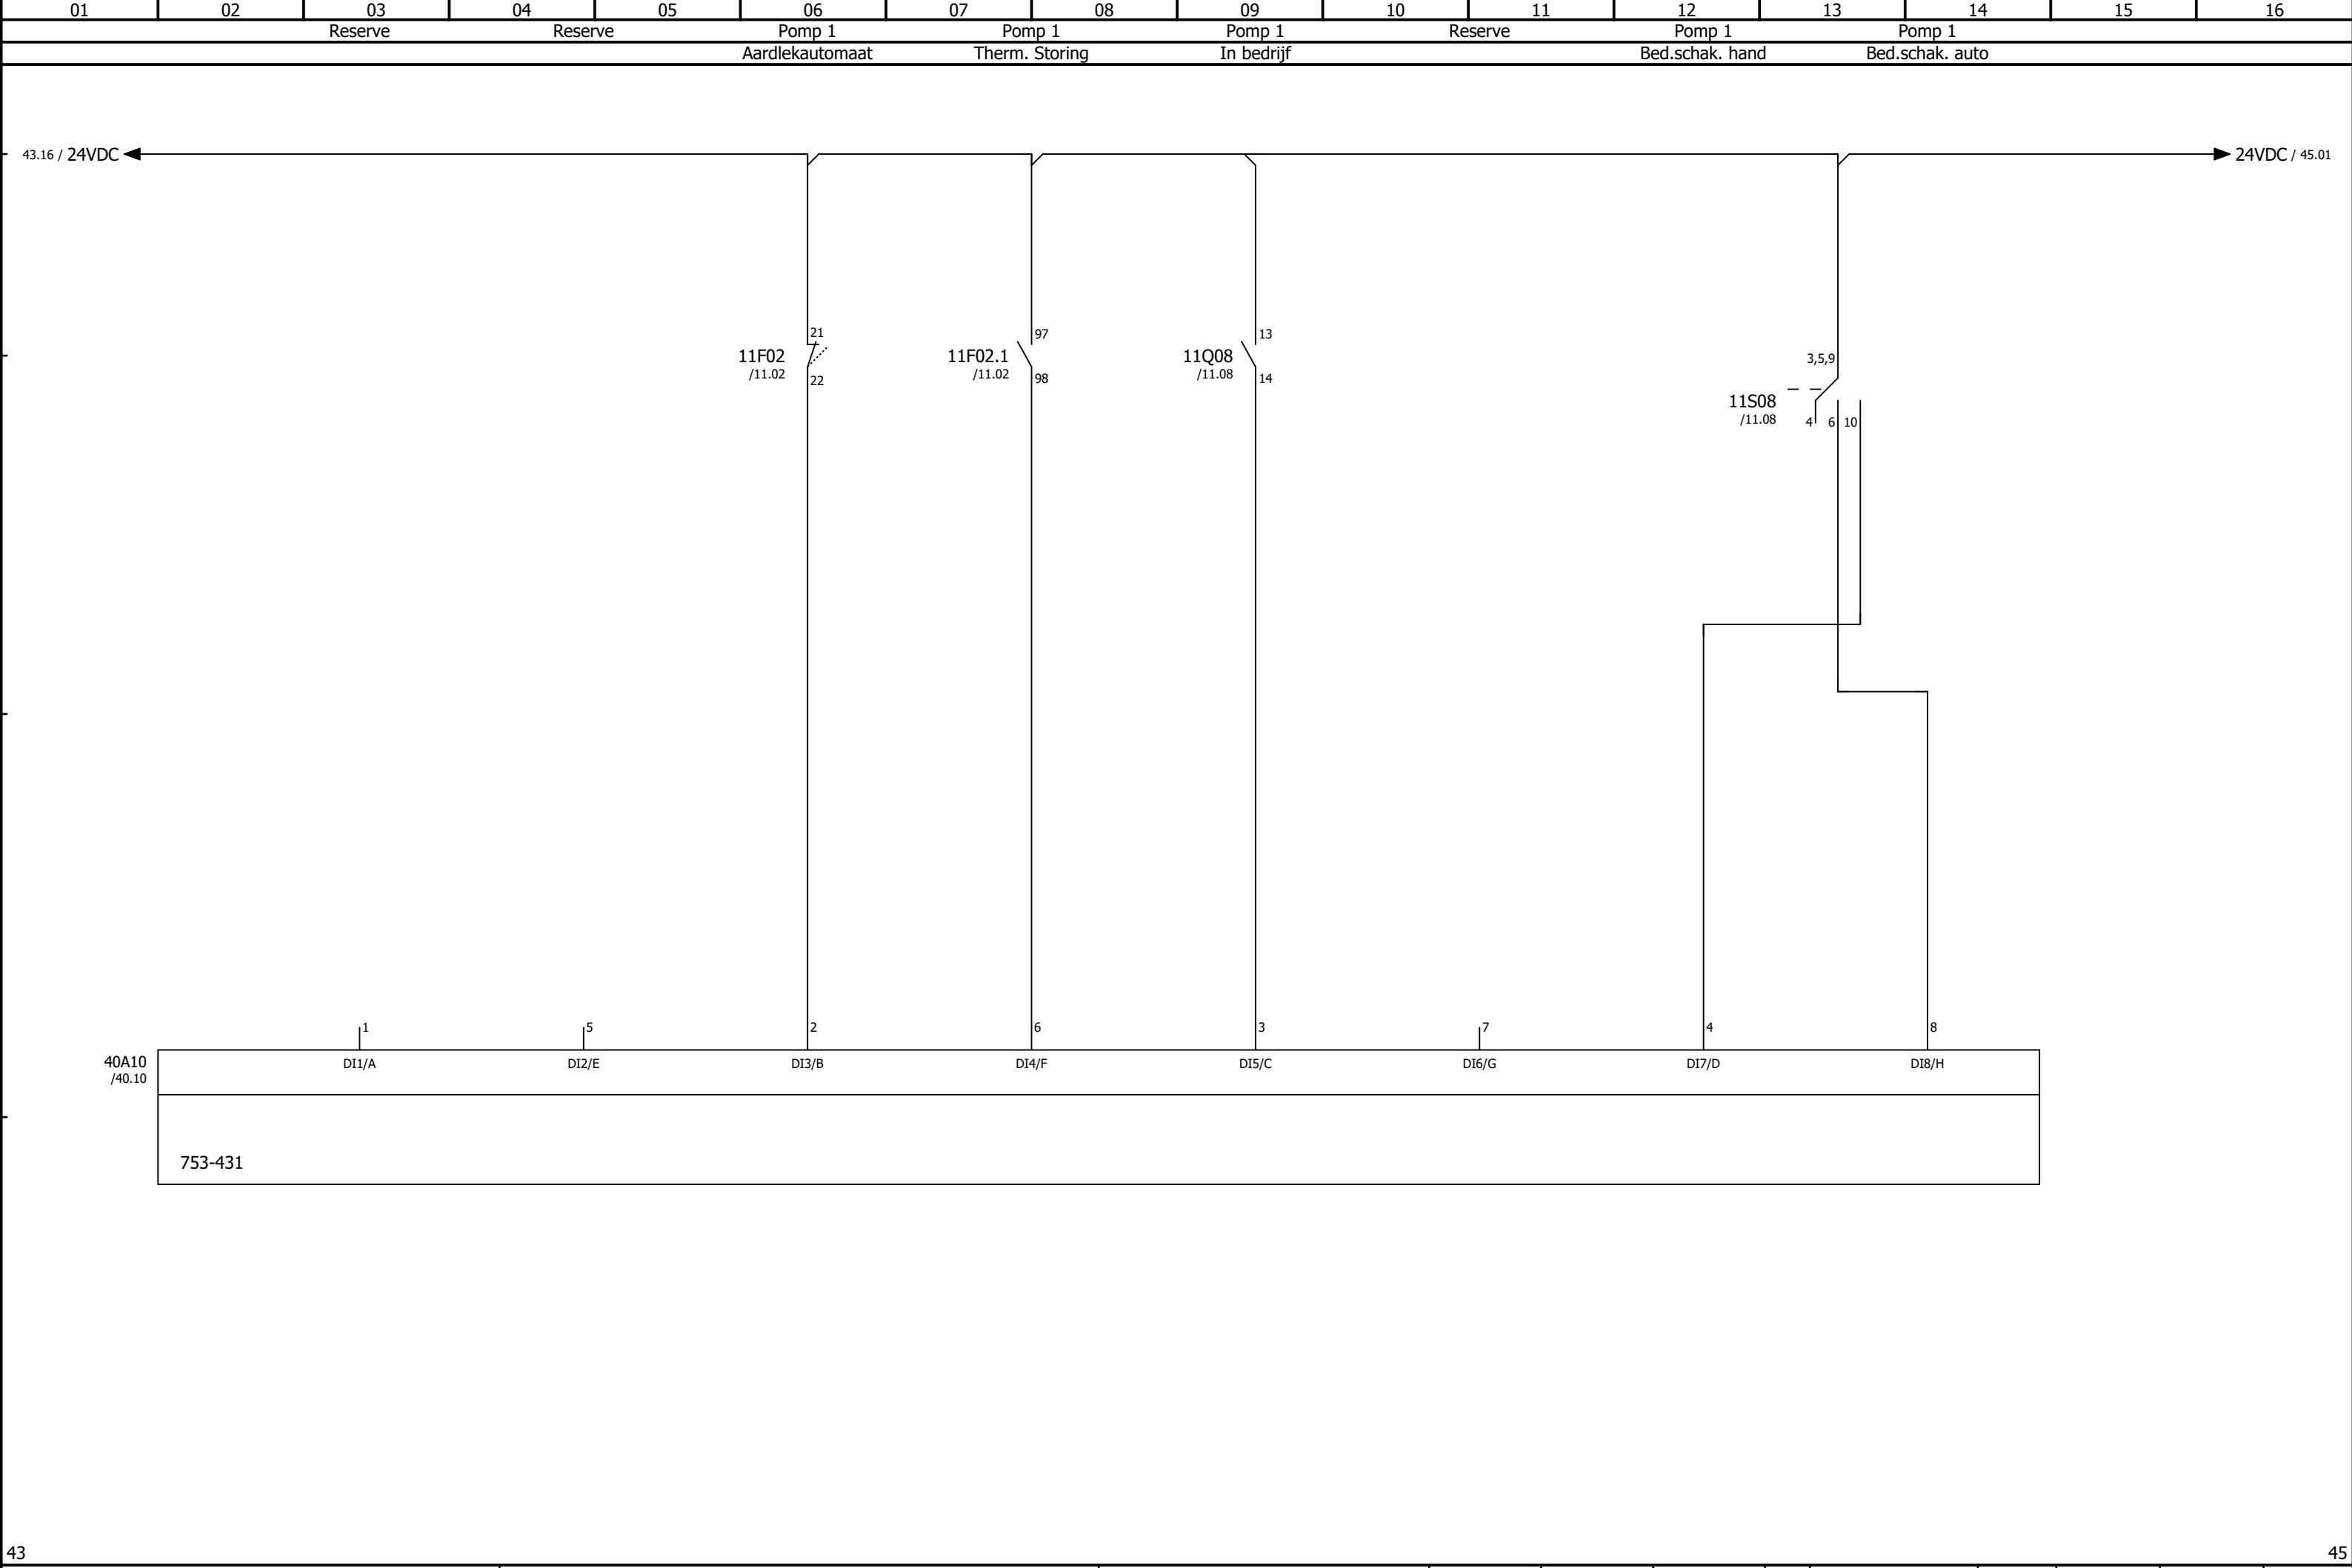 01 02 03 04 05 06 07 08 09 10 11 12 13 14 15 16
Reserve Reserve Pomp 1 Pomp 1 Pomp 1 Reserve Pomp 1 Pomp 1
Aardlekautomaat Therm. Storing In bedrijf Bed.schak. hand Bed.schak. auto
43.16 / 24VDC 24VDC / 45.01
21 97 13
11F02 11F02.1 11Q08 3,5,9
/11.02 /11.02 /11.08
22 98 14
11S08
/11.08 4 6 10
1 5 2 6 3 7 4 8
40A10 DI1/A DI2/E DI3/B DI4/F DI5/C DI6/G DI7/D DI8/H
/40.10
753-431
43 45